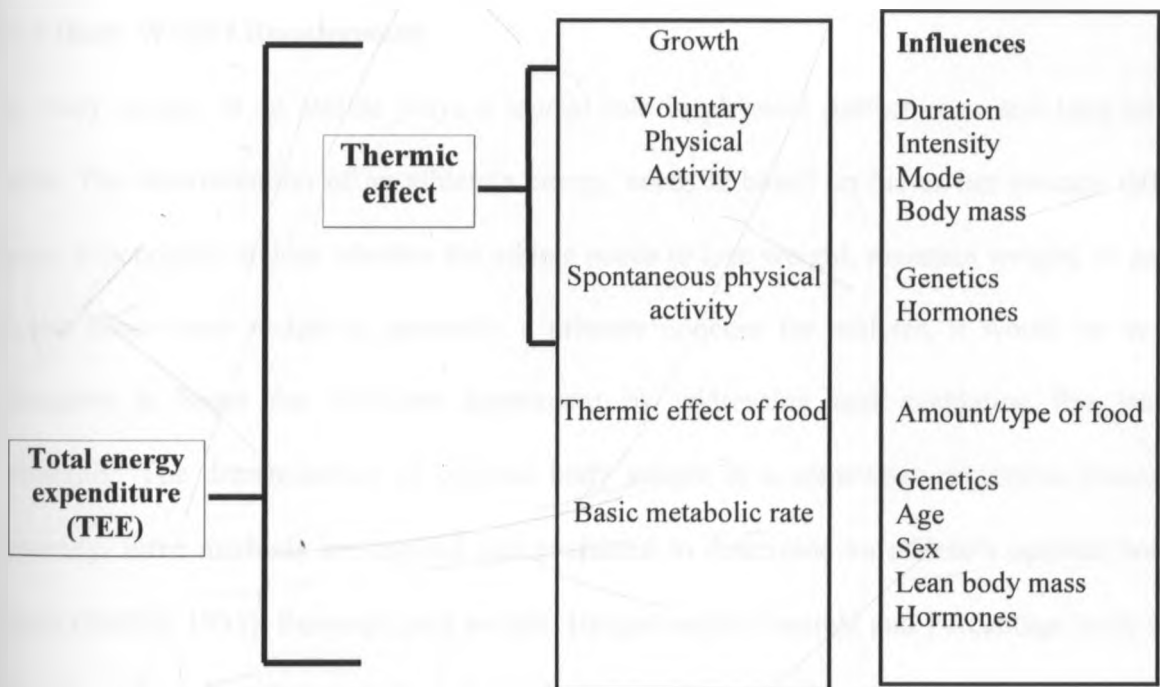 Growth
Voluntary
Physical
Activity
Spontaneous physical
activity
Thermic effect of food
Basic metabolic rate
Influences
Duration
Intensity
Mode
Body mass
Genetics
Hormones
Amount/type of food
Genetics
Age
Sex
Lean body mass
Hormones
Thermic
effect
Total energy
expenditure
(TEE)